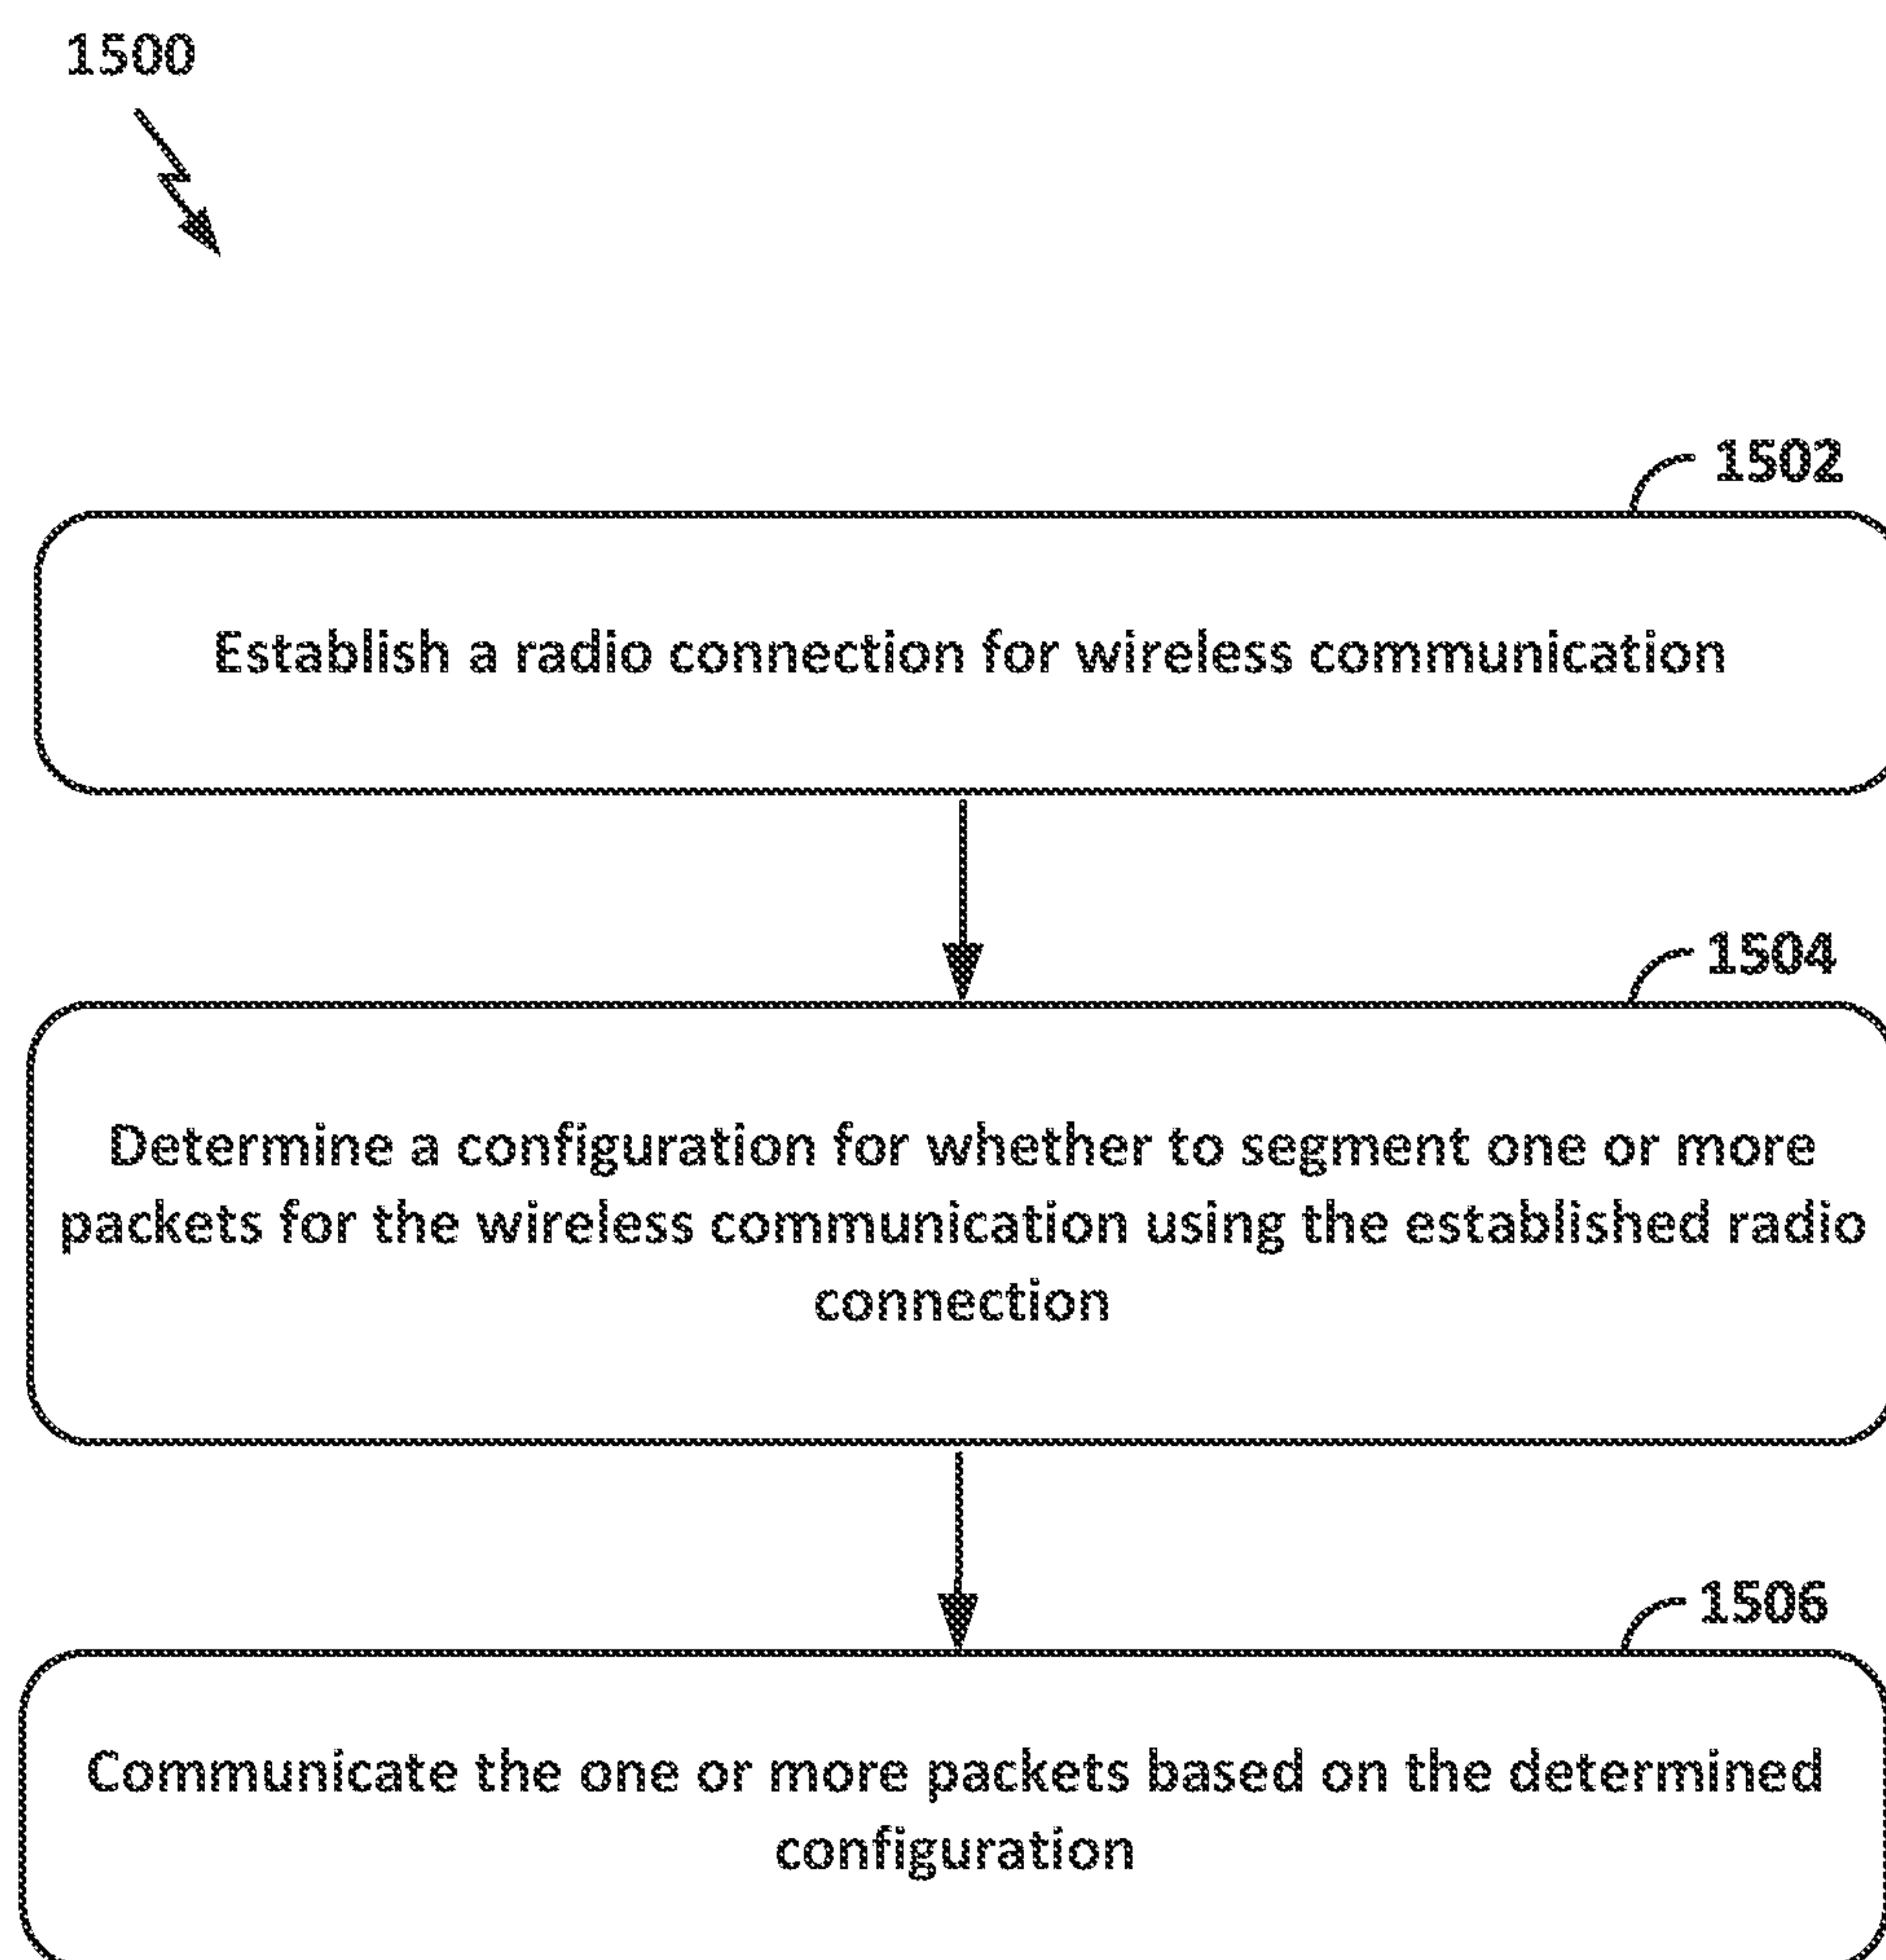 1500
1502
Establish a radio connection for wireless communication
1504
Determine a configuration for whether to segment one or more
packets for the wireless communication using the established radio
connection
1506
Communicate the one or more packets based on the determined
configuration